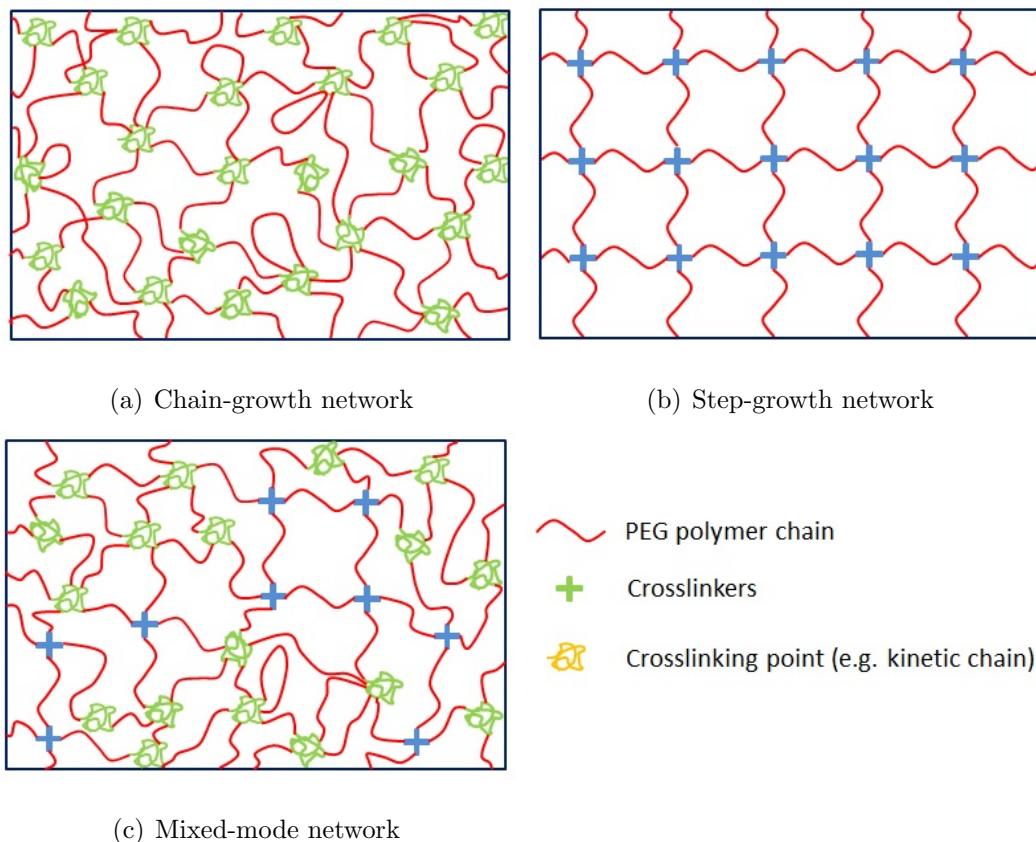 (a) Chain-growth network
(b) Step-growth network
PEG polymer chain
Crosslinkers
Crosslinking point (e.g. kinetic chain)
(c) Mixed-mode network